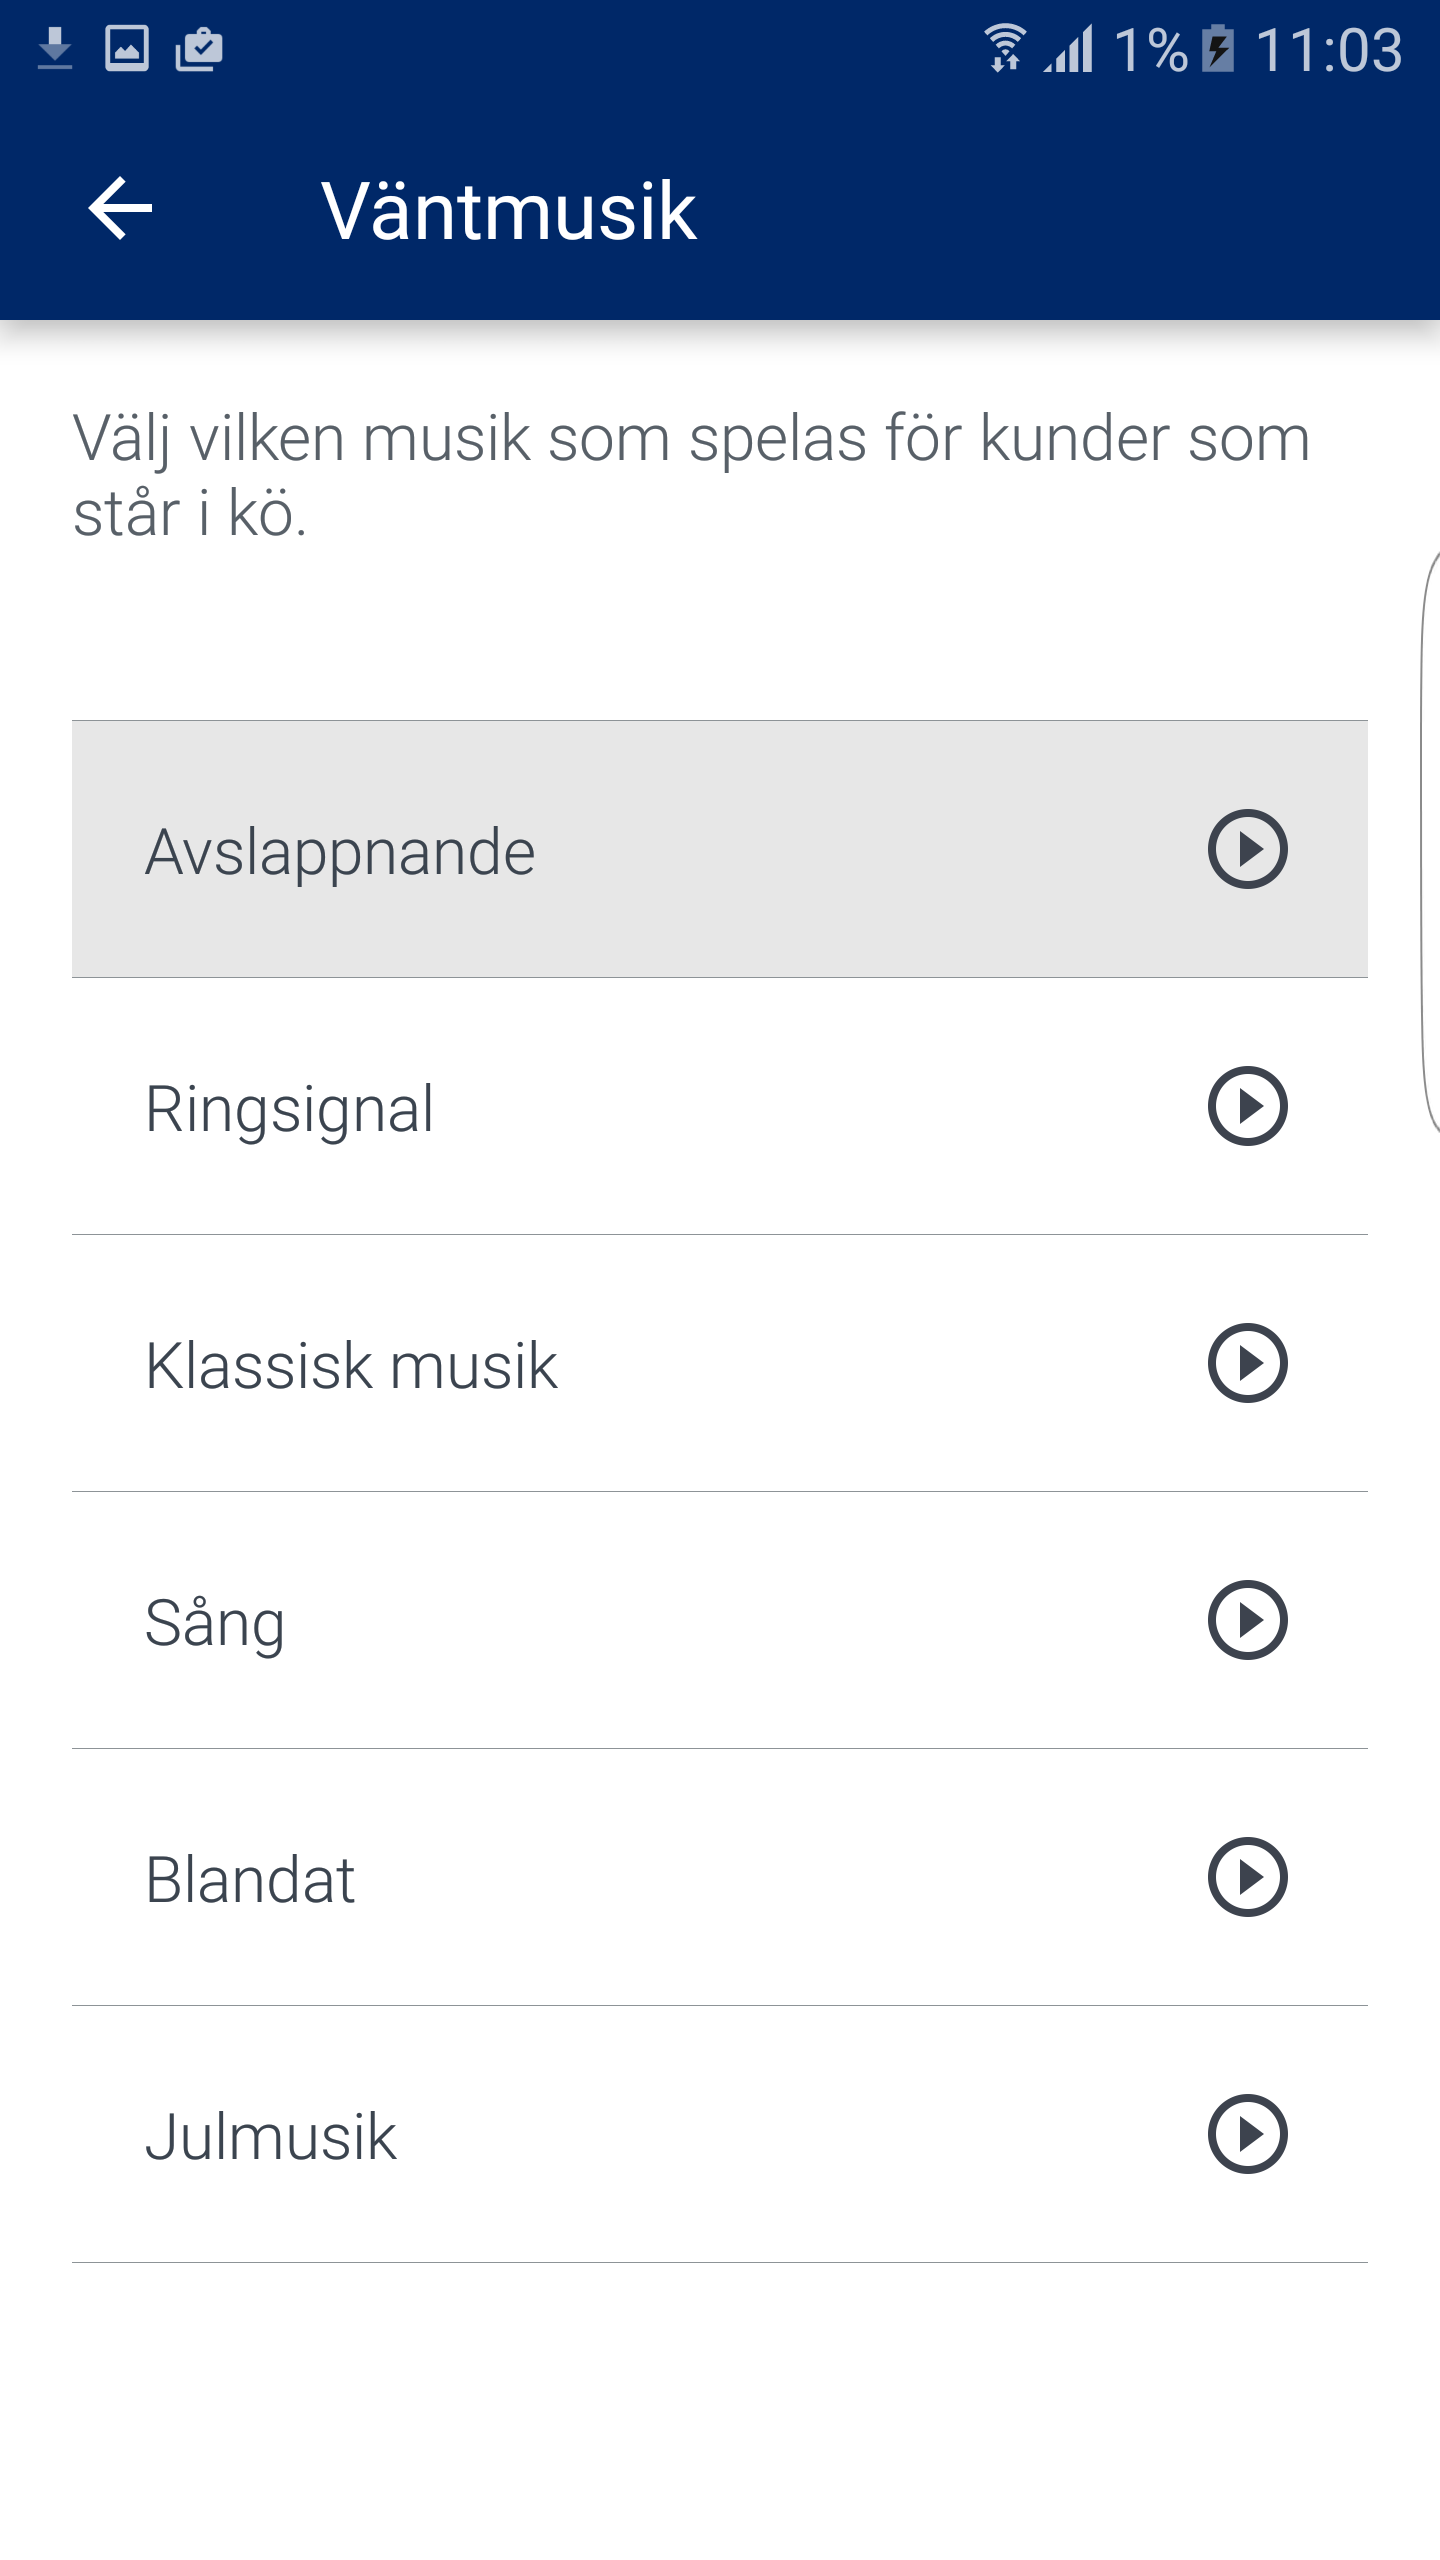 1% 11:03
Väntmusik
Välj vilken musik som spelas för kunder som
står i kö.
Avslappnande
Ringsignal
Klassisk musik
Sång
Blandat
Julmusik